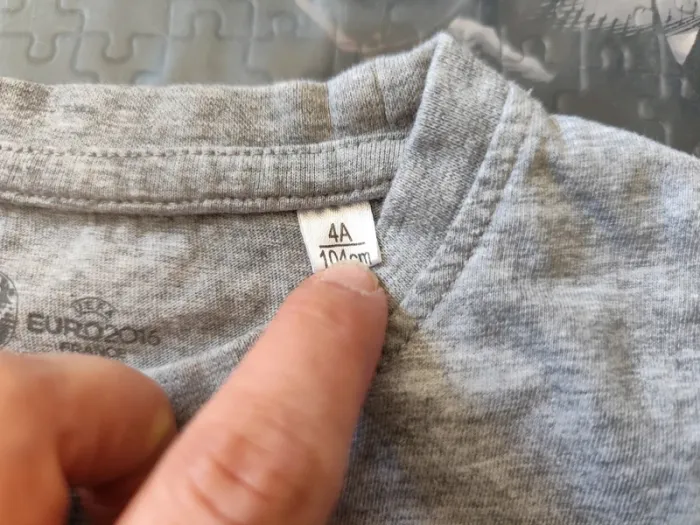 4A
104cm
UEFA
EURO2016
FRANCE